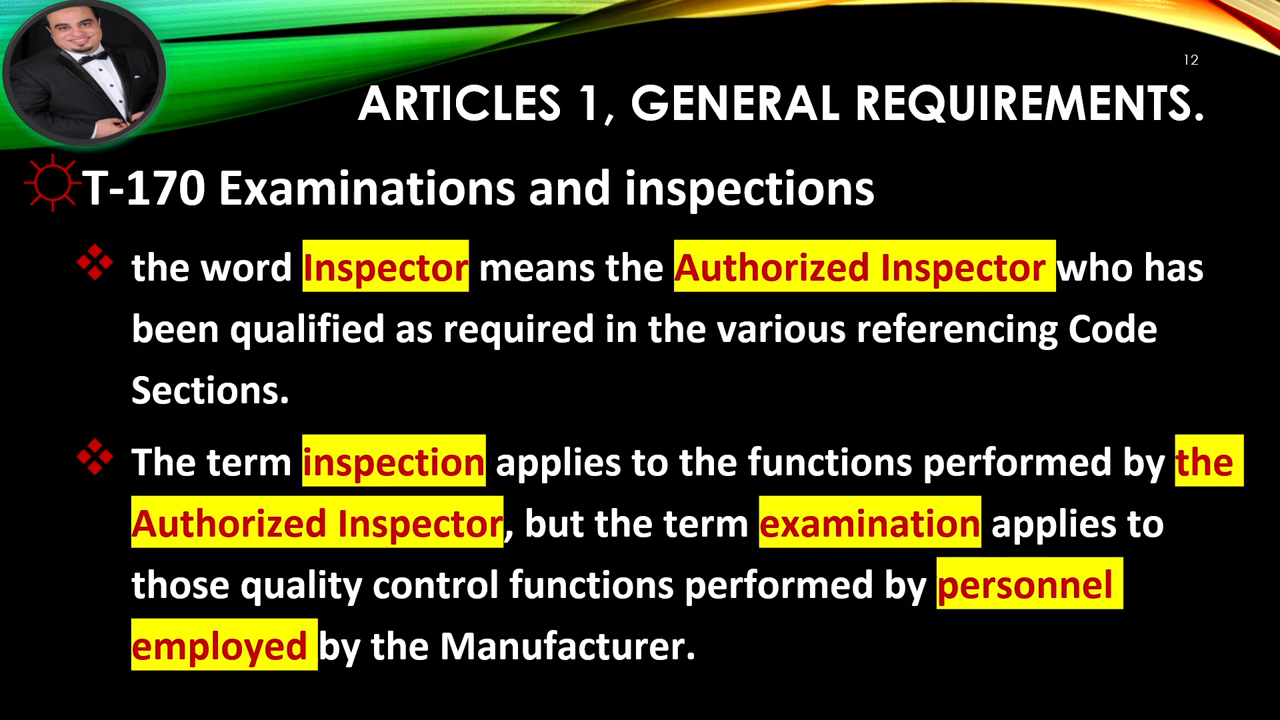 12
ARTICLES 1, GENERAL REQUIREMENTS.
T-170 Examinations and inspections
the word Inspector means the Authorized Inspector who has
been qualified as required in the various referencing Code
Sections.
The term inspection applies to the functions performed by the
Authorized Inspector, but the term examination applies to
those quality control functions performed by personnel
employed by the Manufacturer.